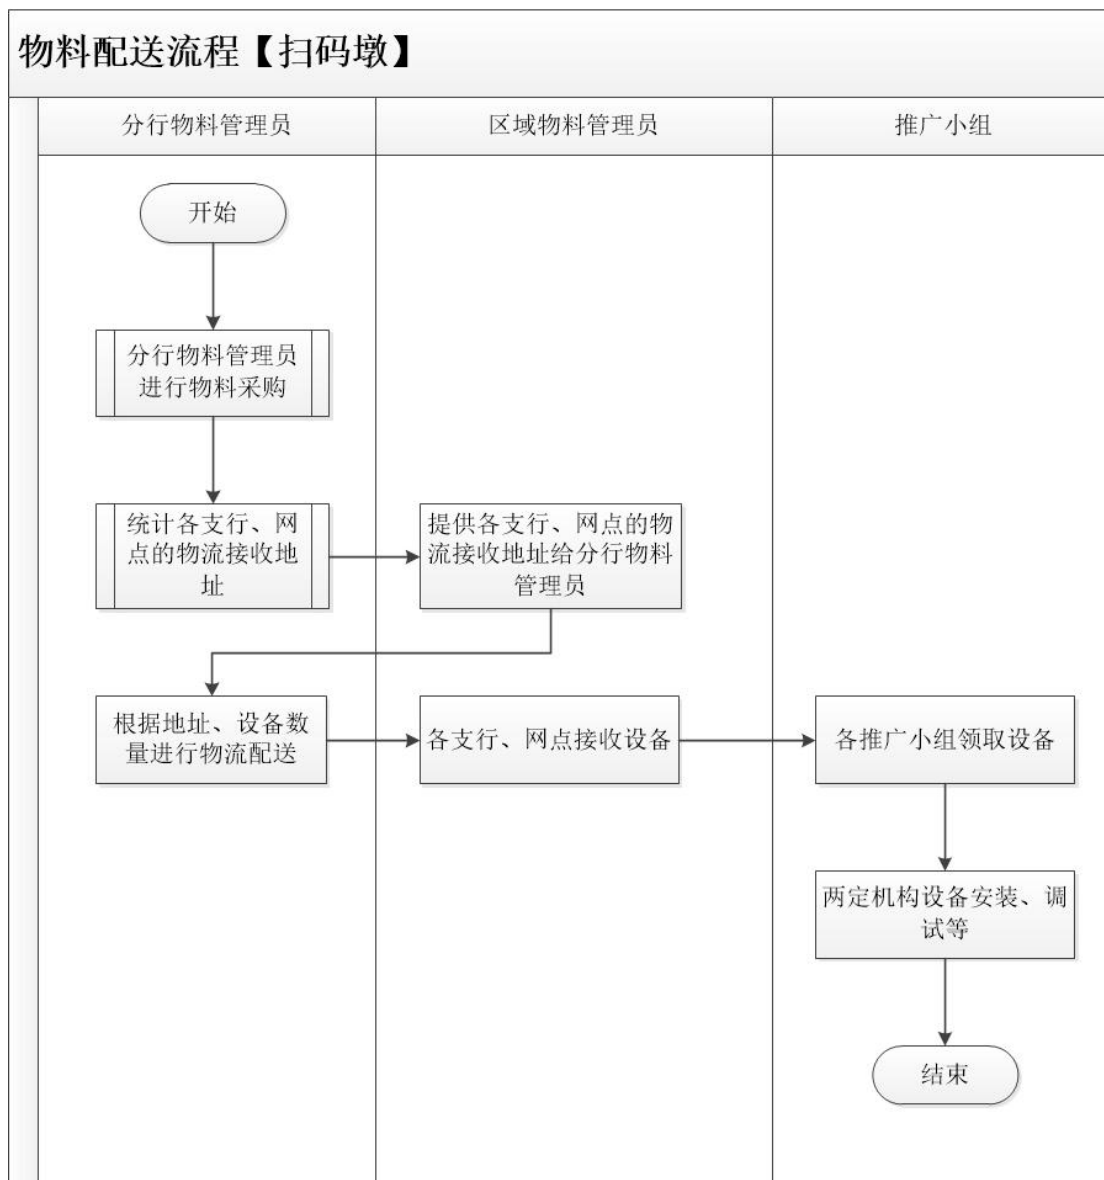 物料配送流程【扫码墩】
分行物料管理员
区域物料管理员
推广小组
开始
分行物料管理员
进行物料采购
统计各支行、网
点的物流接收地
址
提供各支行、网点的物
流接收地址给分行物料
管理员
根据地址、设备数
量进行物流配送
各支行、网点接收设备
各推广小组领取设备
两定机构设备安装、调
试等
结束